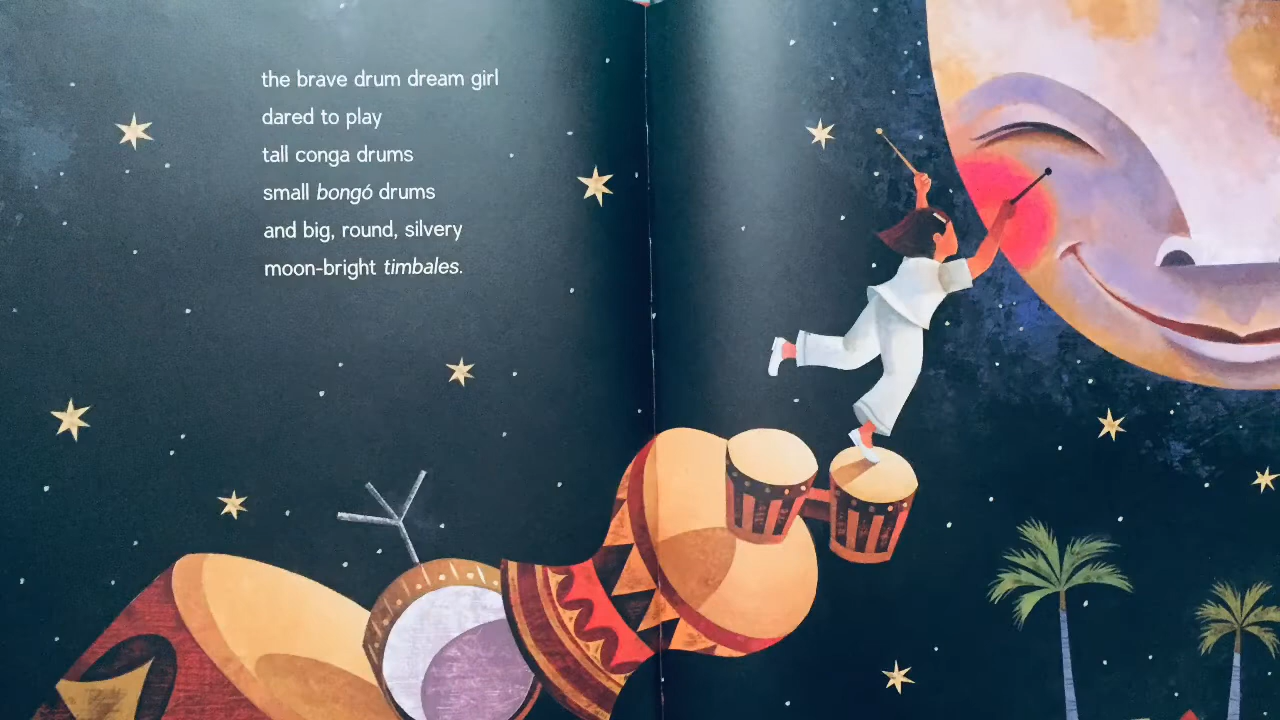 the brave drum dream girl
dared to play
tall conga drums
small bongó drums
and big, round, silvery
moon-bright timbales.